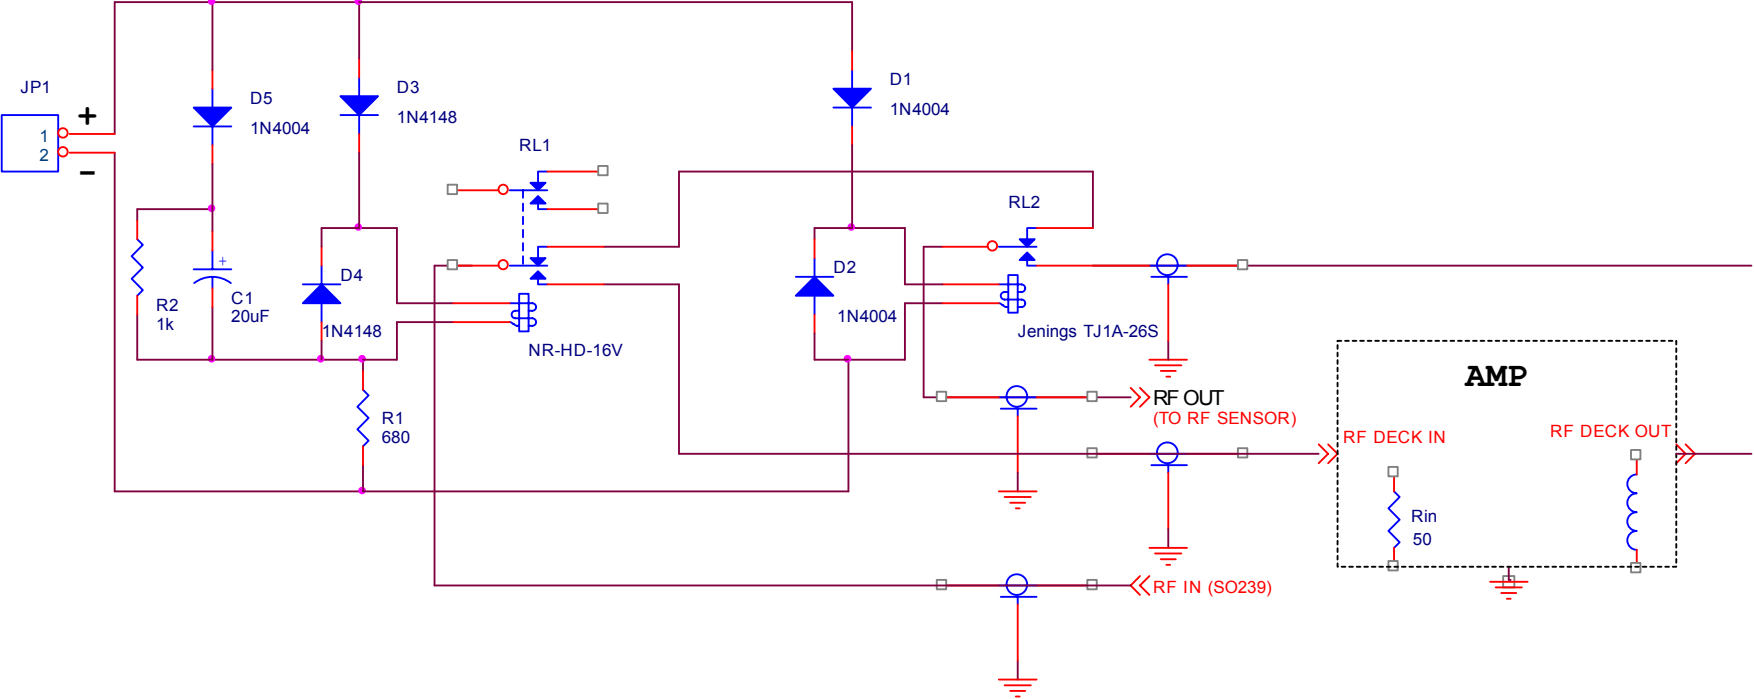 JP1
+
1
2
−
D5
1N4004
D3
1N4148
D1
1N4004
RL1
RL2
D4
1N4148
D2
1N4004
R2
1k
+
C1
20uF
NR-HD-16V
Jenings TJ1A-26S
R1
680
RF OUT
(TO RF SENSOR)
AMP
RF DECK IN
RF DECK OUT
Rin
50
RF IN (SO239)